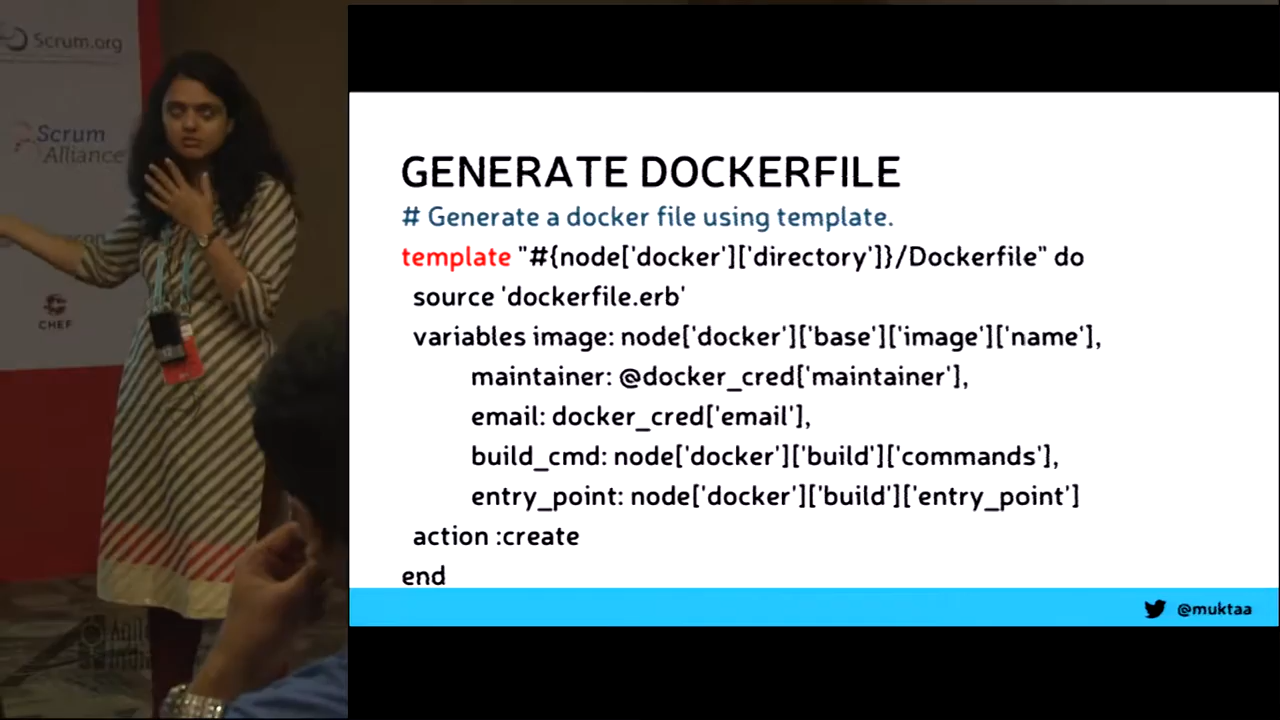 Scrum.org
Scrum
Alliance
CHEF
GENERATE DOCKERFILE
# Generate a docker file using template.
template "#{node['docker']['directory']}/Dockerfile" do
source 'dockerfile.erb'
variables image: node['docker']['base']['image']['name'],
maintainer: @docker_cred['maintainer'],
email: docker_cred['email'],
build_cmd: node['docker']['build']['commands'],
entry_point: node['docker']['build']['entry_point']
action :create
end
@muktaa